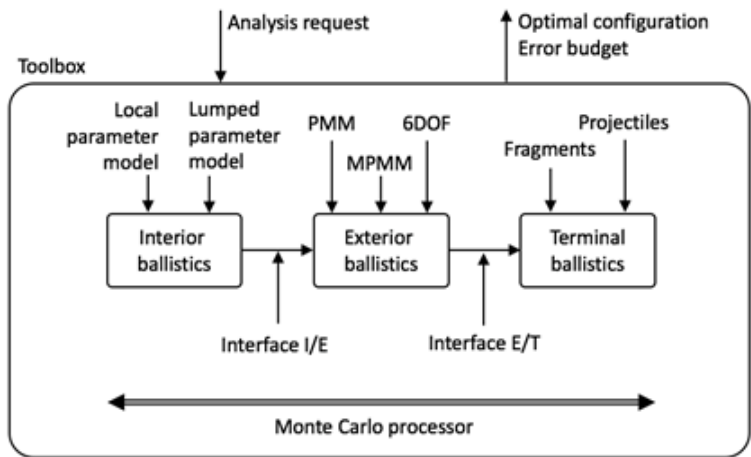 Analysis request
Optimal configuration
Error budget
Toolbox
Local
parameter
model
Lumped
parameter
model
PMM
MPMM
6DOF
Fragments
Projectiles
Interior
ballistics
Exterior
ballistics
Terminal
ballistics
Interface I/E
Interface E/T
Monte Carlo processor